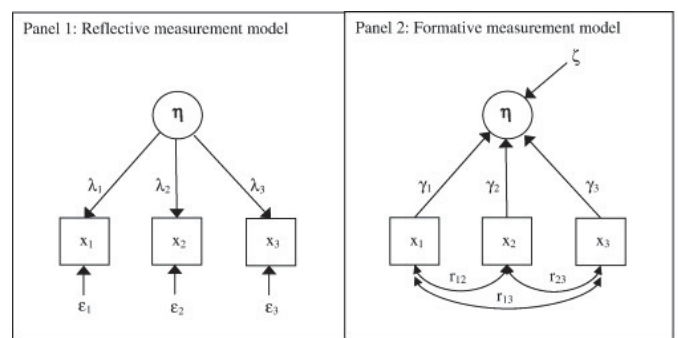 Panel 1: Reflective measurement model
η
λ₁ λ₂ λ₃
x₁ x₂ x₃
ε₁ ε₂ ε₃
Panel 2: Formative measurement model
ζ
η
γ₁ γ₂ γ₃
x₁ x₂ x₃
r₁₂ r₂₃
r₁₃